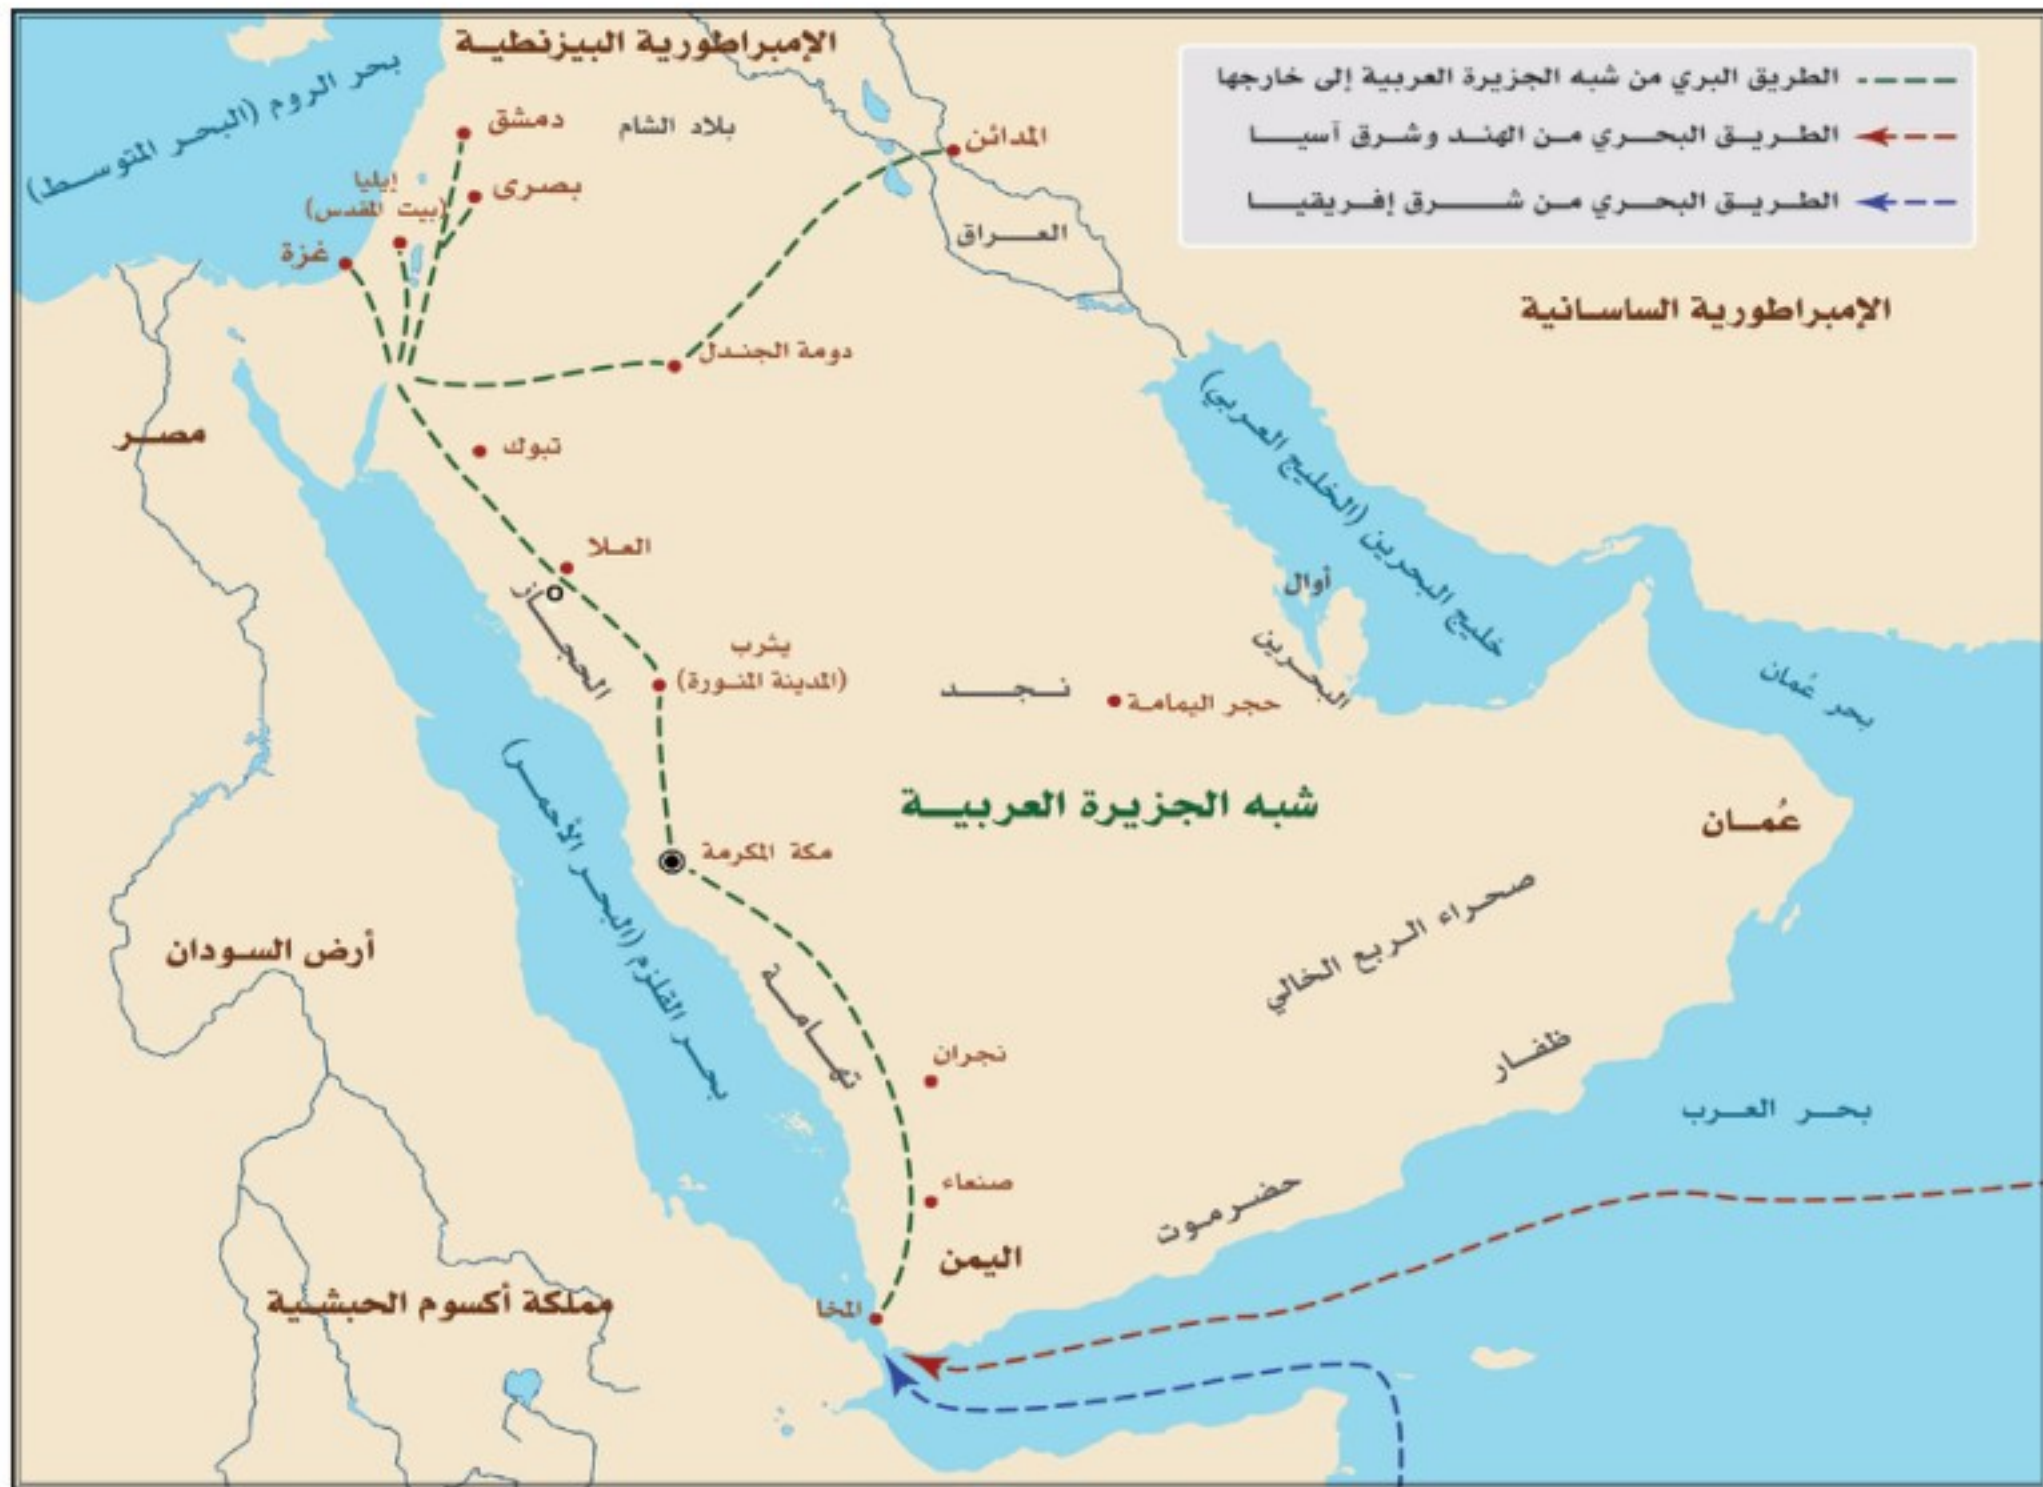 الإمبراطورية البيزنطية
الطريق البري من شبه الجزيرة العربية إلى خارجها
الطريق البحري من الهند وشرق آسيا
الطريق البحري من شرق إفريقيا
بحر الروم (البحر المتوسط)
دمشق
بلاد الشام
المدائن
إيليا
(بيت المقدس)
بصرى
العراق
غزة
الإمبراطورية الساسانية
دومة الجندل
مصر
تبوك
خليج البحرين (الخليج العربي)
العلا
أوال
الحجاز
يثرب
(المدينة المنورة)
نجد
حجر اليمامة
البحرين
بحر عُمان
شبه الجزيرة العربية
عُمان
مكة المكرمة
بحر القلزم (البحر الأحمر)
صحراء الربع الخالي
أرض السودان
تهامة
نجران
ظفار
بحر العرب
صنعاء
حضرموت
اليمن
مملكة أكسوم الحبشية
المخا